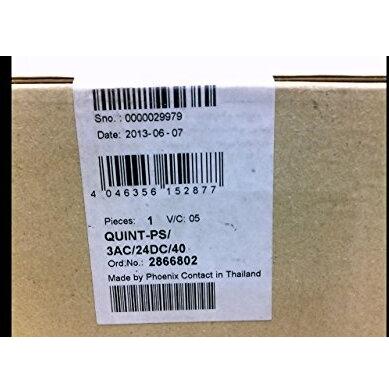 Sno.: 0000029979
Date: 2013-06-07
4 046356 152877
Pieces: 1 V/C: 05
QUINT-PS/
3AC/24DC/40
Ord.No.: 2866802
Made by Phoenix Contact in Thailand